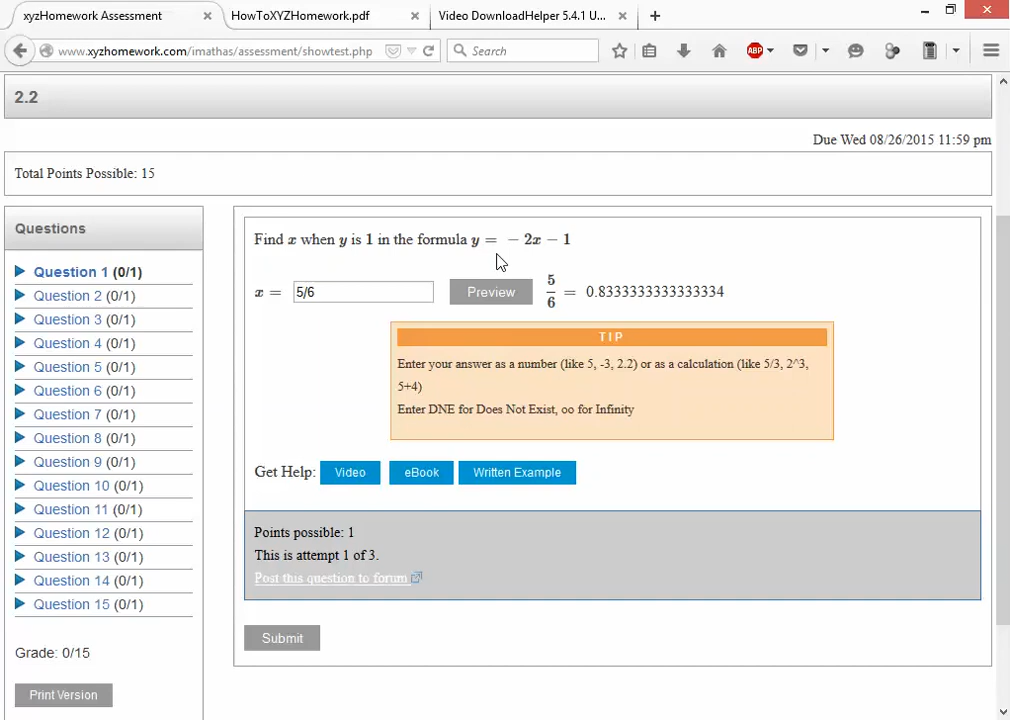 xyzHomework Assessment
HowToXYZHomework.pdf
Video DownloadHelper 5.4.1 U...
www.xyzhomework.com/imathas/assessment/showtest.php
Search
ABP
2.2
Due Wed 08/26/2015 11:59 pm
Total Points Possible: 15
Questions
Question 1 (0/1)
Question 2 (0/1)
Question 3 (0/1)
Question 4 (0/1)
Question 5 (0/1)
Question 6 (0/1)
Question 7 (0/1)
Question 8 (0/1)
Question 9 (0/1)
Question 10 (0/1)
Question 11 (0/1)
Question 12 (0/1)
Question 13 (0/1)
Question 14 (0/1)
Question 15 (0/1)
Grade: 0/15
Print Version
Find x when y is 1 in the formula y = − 2x − 1
x = 5/6 Preview 5/6 = 0.8333333333333334
TIP
Enter your answer as a number (like 5, -3, 2.2) or as a calculation (like 5/3, 2^3,
5+4)
Enter DNE for Does Not Exist, oo for Infinity
Get Help: Video eBook Written Example
Points possible: 1
This is attempt 1 of 3.
Post this question to forum
Submit